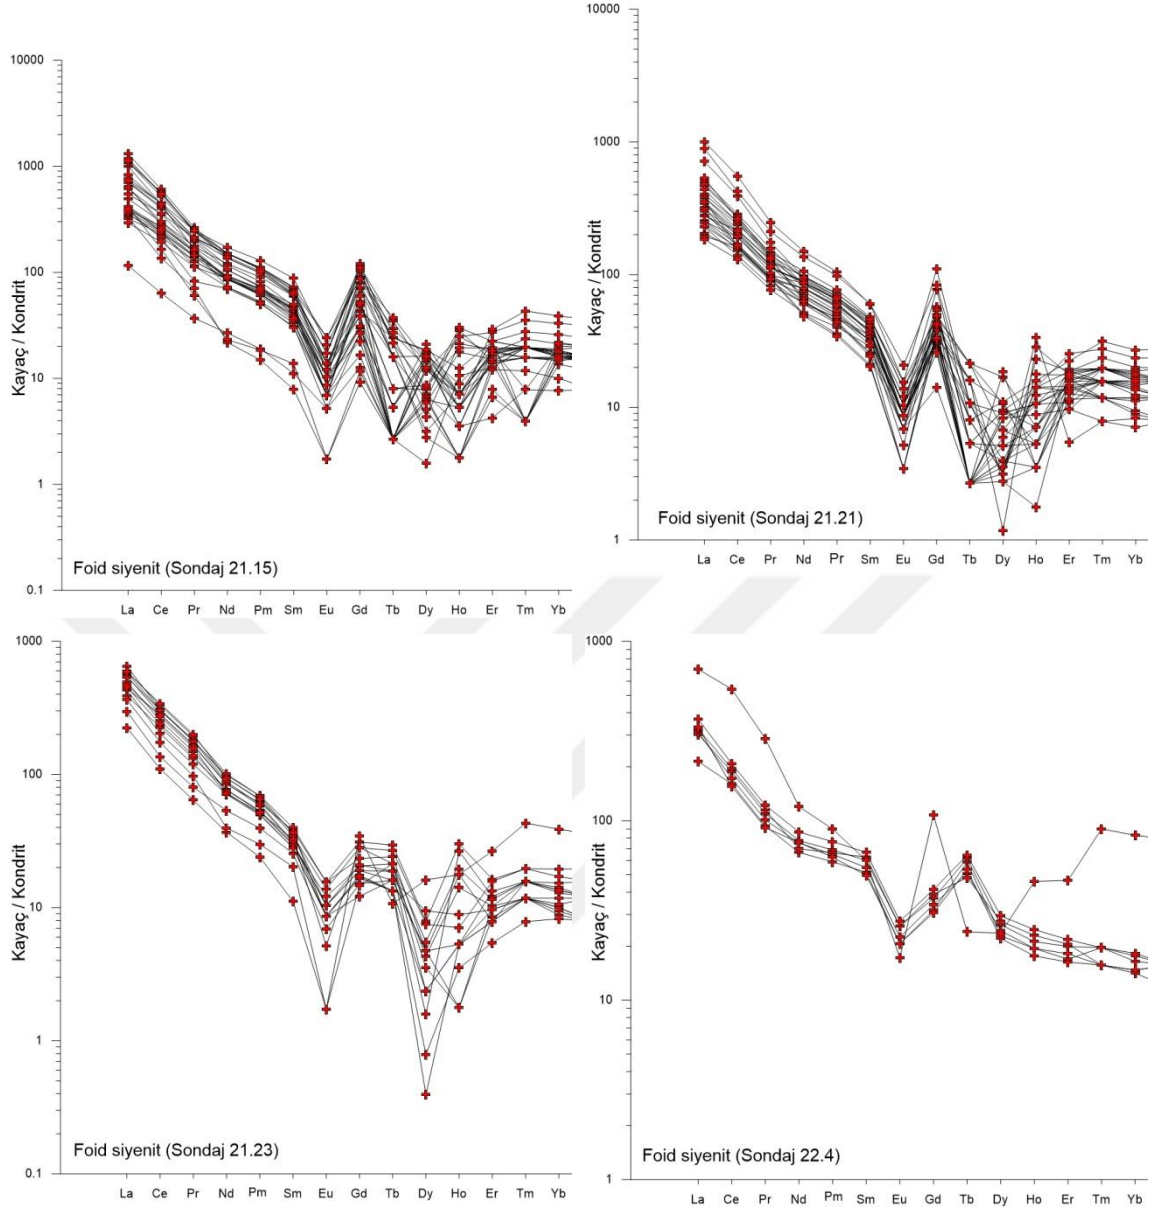 10000
1000
100
10
1
0.1
Kayaç / Kondrit
Foid siyenit (Sondaj 21.15)
La Ce Pr Nd Pm Sm Eu Gd Tb Dy Ho Er Tm Yb
10000
1000
100
10
1
Kayaç / Kondrit
Foid siyenit (Sondaj 21.21)
La Ce Pr Nd Pr Sm Eu Gd Tb Dy Ho Er Tm Yb
1000
100
10
1
0.1
Kayaç / Kondrit
Foid siyenit (Sondaj 21.23)
La Ce Pr Nd Pm Sm Eu Gd Tb Dy Ho Er Tm Yb
1000
100
10
1
Kayaç / Kondrit
Foid siyenit (Sondaj 22.4)
La Ce Pr Nd Pm Sm Eu Gd Tb Dy Ho Er Tm Yb